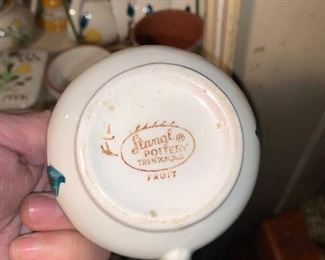 Stangl ®
POTTERY
TRENTON, N.J.
FRUIT